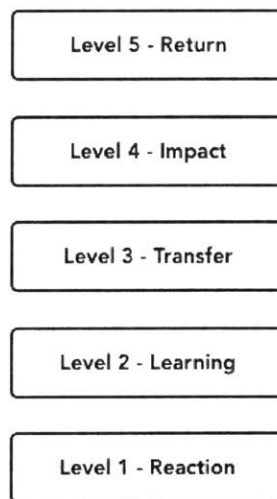 Level 5 - Return
Level 4 - Impact
Level 3 - Transfer
Level 2 - Learning
Level 1 - Reaction